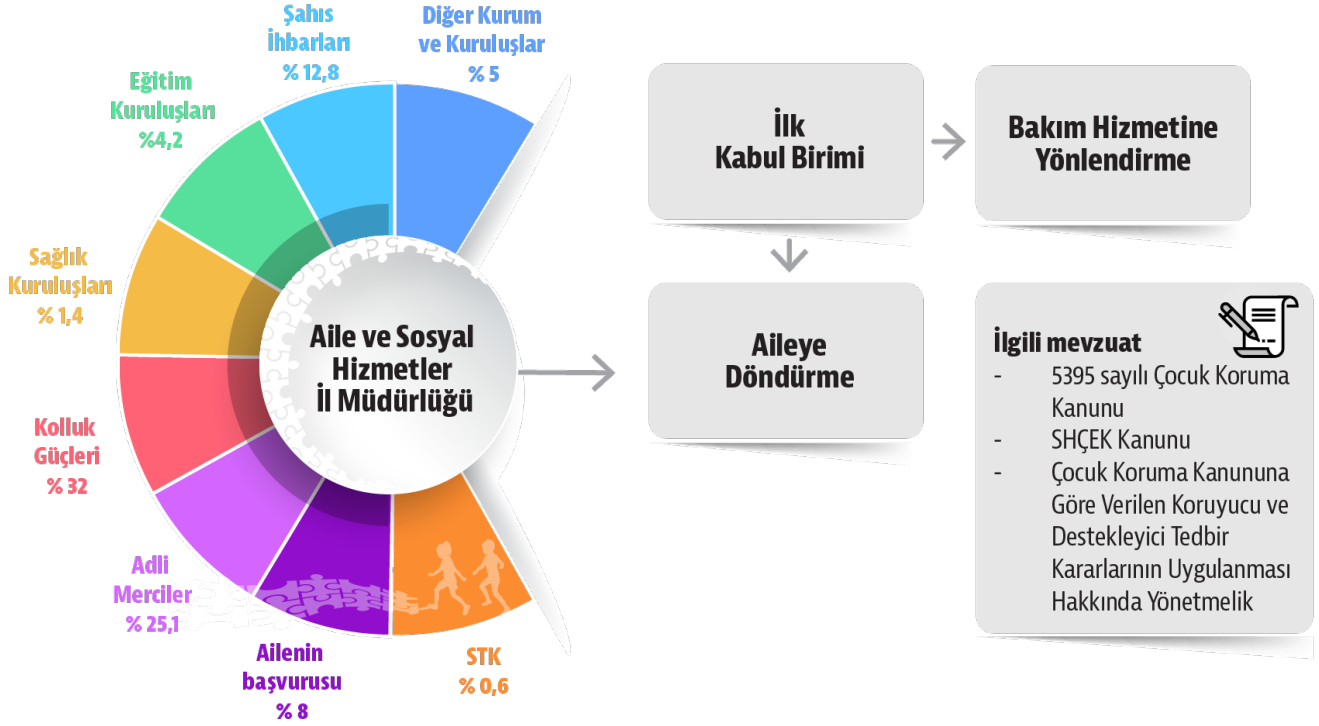 Şahıs
İhbarları
% 12,8
Diğer Kurum
ve Kuruluşlar
% 5
Eğitim
Kuruluşları
%4,2
Sağlık
Kuruluşları
% 1,4
Kolluk
Güçleri
% 32
Adli
Merciler
% 25,1
Ailenin
başvurusu
% 8
STK
% 0,6
Aile ve Sosyal
Hizmetler
İl Müdürlüğü
İlk
Kabul Birimi
Bakım Hizmetine
Yönlendirme
Aileye
Döndürme
İlgili mevzuat
- 5395 sayılı Çocuk Koruma
Kanunu
- SHÇEK Kanunu
- Çocuk Koruma Kanununa
Göre Verilen Koruyucu ve
Destekleyici Tedbir
Kararlarının Uygulanması
Hakkında Yönetmelik